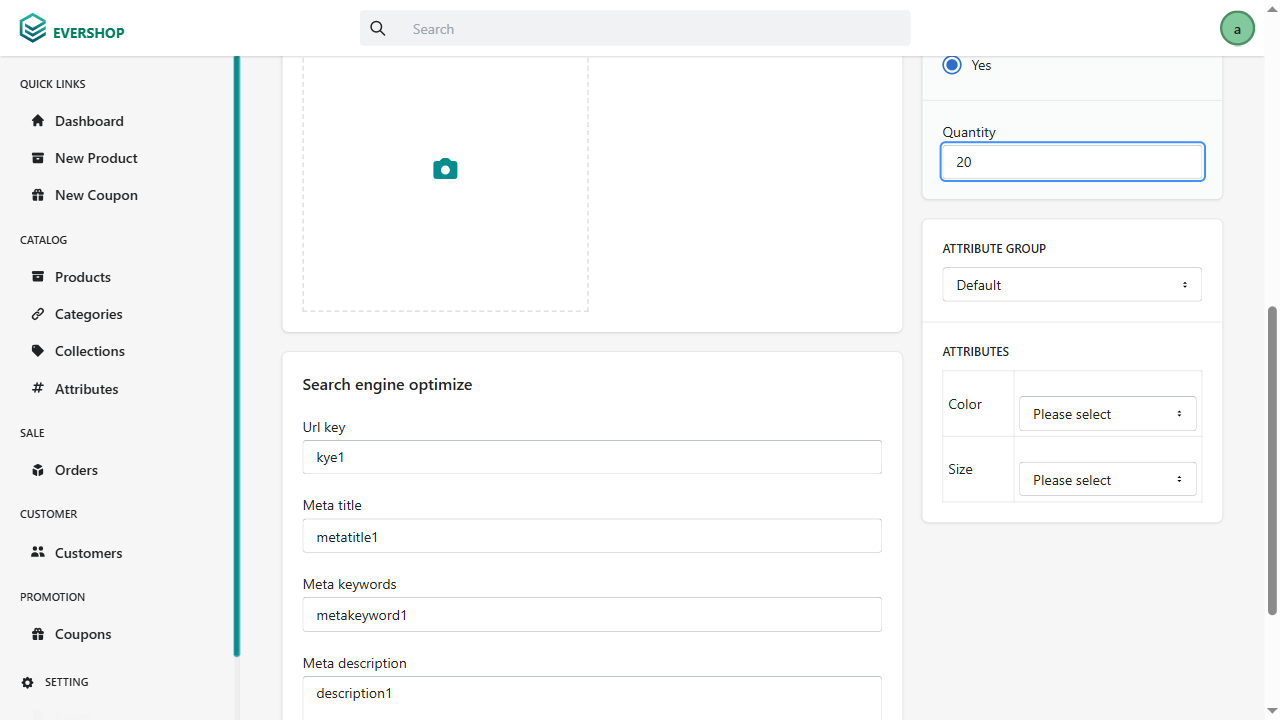 EVERSHOP
Search
a
QUICK LINKS
Dashboard
New Product
New Coupon
CATALOG
Products
Categories
Collections
Attributes
SALE
Orders
CUSTOMER
Customers
PROMOTION
Coupons
SETTING
Search engine optimize
Url key
kye1
Meta title
metatitle1
Meta keywords
metakeyword1
Meta description
description1
Yes
Quantity
20
ATTRIBUTE GROUP
Default
ATTRIBUTES
Color
Please select
Size
Please select